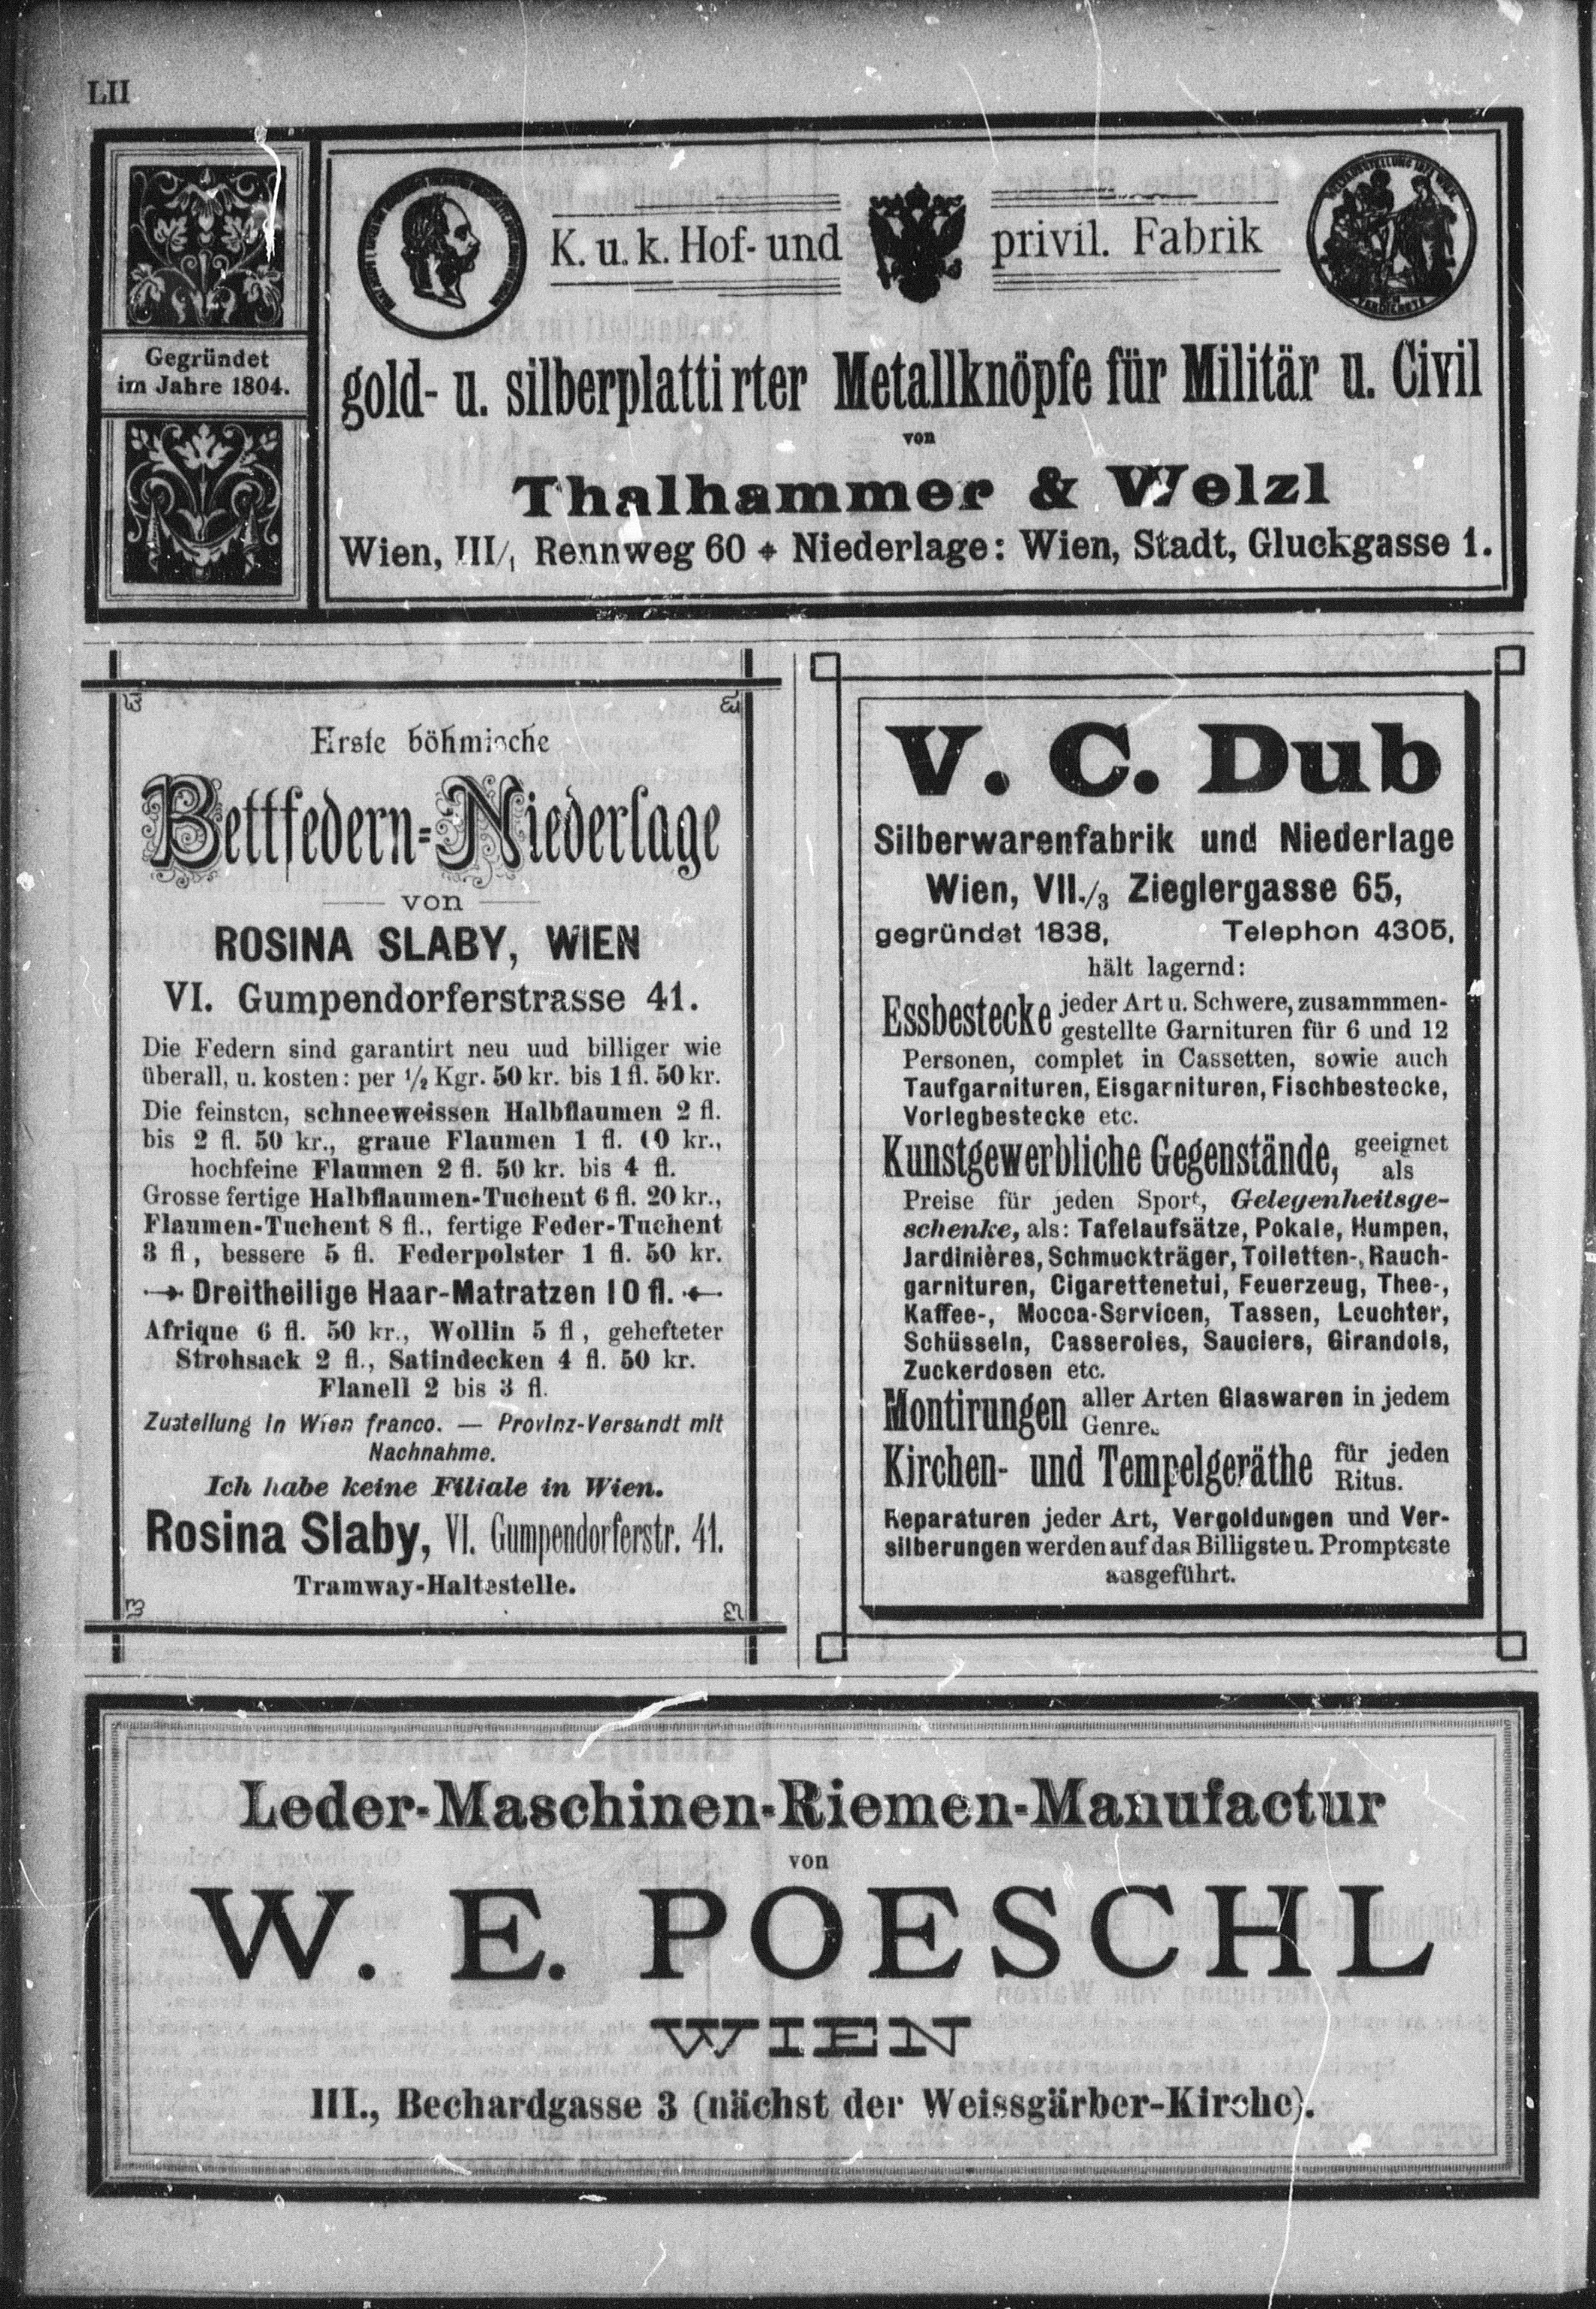 LII
Gegründet
im Jahre 1804.
K. u. k. Hof- und privil. Fabrik
gold- u. silberplattirter Metallknöpfe für Militär u. Civil
von
Thalhammer & Welzl
Wien, III/1 Rennweg 60 Niederlage: Wien, Stadt, Gluckgasse 1.
Erste böhmische
Bettfedern-Niederlage
von
ROSINA SLABY, WIEN
VI. Gumpendorferstrasse 41.
Die Federn sind garantirt neu uud billiger wie
überall, u. kosten: per 1/2 Kgr. 50 kr. bis 1 fl. 50 kr.
Die feinsten, schneeweissen Halbflaumen 2 fl.
bis 2 fl. 50 kr., graue Flaumen 1 fl. kr.,
hochfeine Flaumen 2 fl. 50 kr. bis 4 fl.
Grosse fertige Halbflaumen-Tuchent 6 fl. 20 kr.,
Flaumen-Tuchent 8 fl., fertige Feder-Tuchent
3 fl, bessere 5 fl. Federpolster 1 fl. 50 kr.
Dreitheilige Haar-Matratzen 10 fl.
Afrique 6 fl. 50 kr., Wollin 5 fl, gehefteter
Strohsack 2 fl., Satindecken 4 fl. 50 kr.
Flanell 2 bis 3 fl.
Zustellung in Wien franco. — Provinz-Versandt mit
Nachnahme.
Ich habe keine Filiale in Wien.
Rosina Slaby, VI. Gumpendorferstr. 41.
Tramway-Haltestelle.
V. C. Dub
Silberwarenfabrik und Niederlage
Wien, VII./3 Zieglergasse 65,
gegründet 1838, Telephon 4305,
hält lagernd:
Essbestecke jeder Art u. Schwere, zusammmen-
gestellte Garnituren für 6 und 12
Personen, complet in Cassetten, sowie auch
Taufgarnituren, Eisgarnituren, Fischbestecke,
Vorlegbestecke etc.
Kunstgewerbliche Gegenstände, geeignet
als
Preise für jeden Sport, Gelegenheitsge-
schenke, als: Tafelaufsätze, Pokale, Humpen,
Jardinières, Schmuckträger, Toiletten-, Rauch-
garnituren, Cigarettenetui, Feuerzeug, Thee-,
Kaffee-, Mocca-Servicen, Tassen, Leuchter,
Schüsseln, Casseroles, Sauciers, Girandols,
Zuckerdosen etc.
Montirungen aller Arten Glaswaren in jedem
Genre.
Kirchen- und Tempelgeräthe für jeden
Ritus.
Reparaturen jeder Art, Vergoldungen und Ver-
silberungen werden auf das Billigste u. Prompteste
ausgeführt.
Leder-Maschinen-Riemen-Manufactur
von
W. E. POESCHL
WIEN
III., Bechardgasse 3 (nächst der Weissgärber-Kirche).